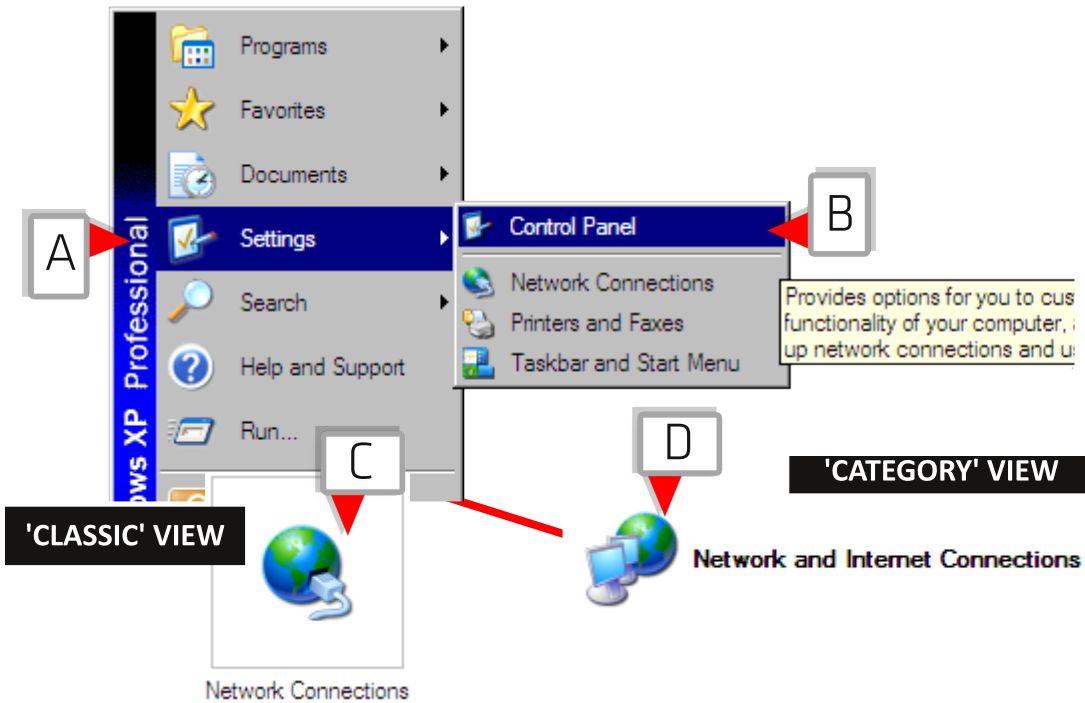 Programs
Favorites
Documents
A
Settings
Control Panel
B
Search
Network Connections
Printers and Faxes
Taskbar and Start Menu
Provides options for you to cus
functionality of your computer,
up network connections and u
Help and Support
Run...
ows XP Professional
C
D
'CATEGORY' VIEW
'CLASSIC' VIEW
Network and Internet Connections
Network Connections